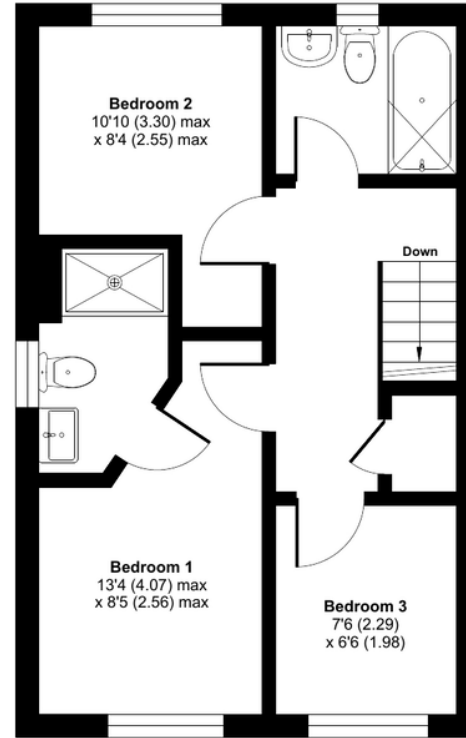 Bedroom 2
10'10 (3.30) max
x 8'4 (2.55) max
Down
Bedroom 1
13'4 (4.07) max
x 8'5 (2.56) max
Bedroom 3
7'6 (2.29)
x 6'6 (1.98)